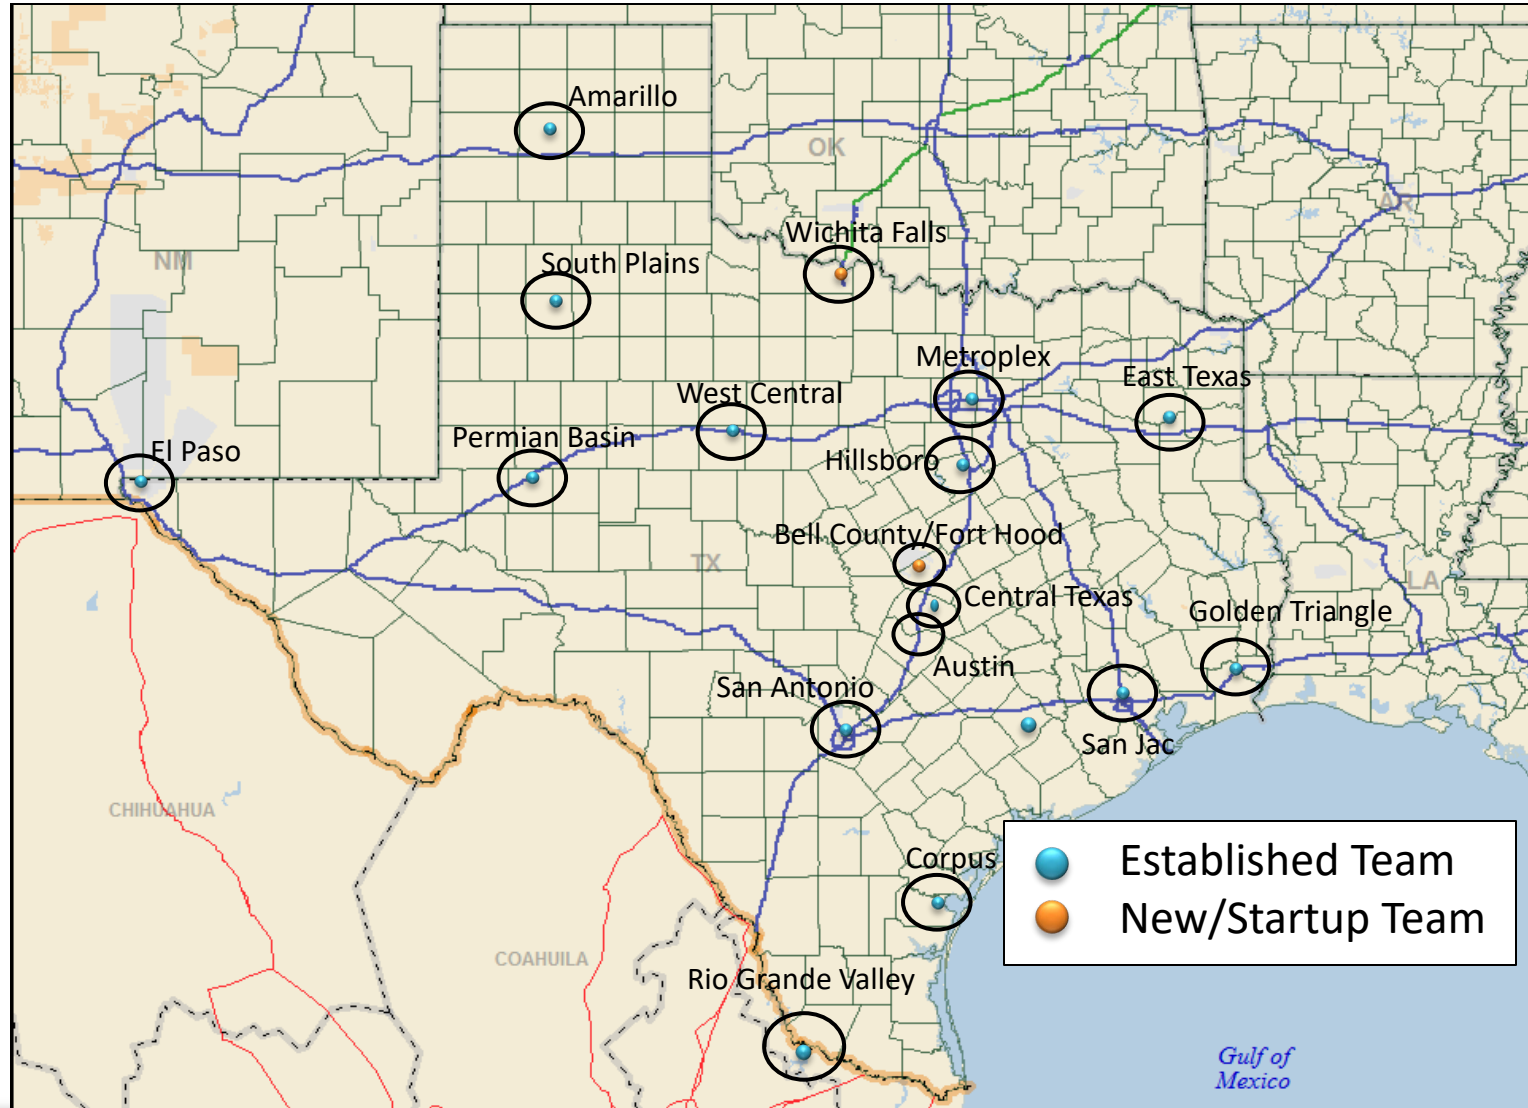 Amarillo
OK
AR
Wichita Falls
NM
South Plains
Metroplex
East Texas
West Central
Permian Basin
El Paso
Hillsboro
Bell County/Fort Hood
TX
LA
Central Texas
Golden Triangle
Austin
San Antonio
San Jac
CHIHUAHUA
Corpus
Established Team
New/Startup Team
COAHUILA
Rio Grande Valley
Gulf of
Mexico